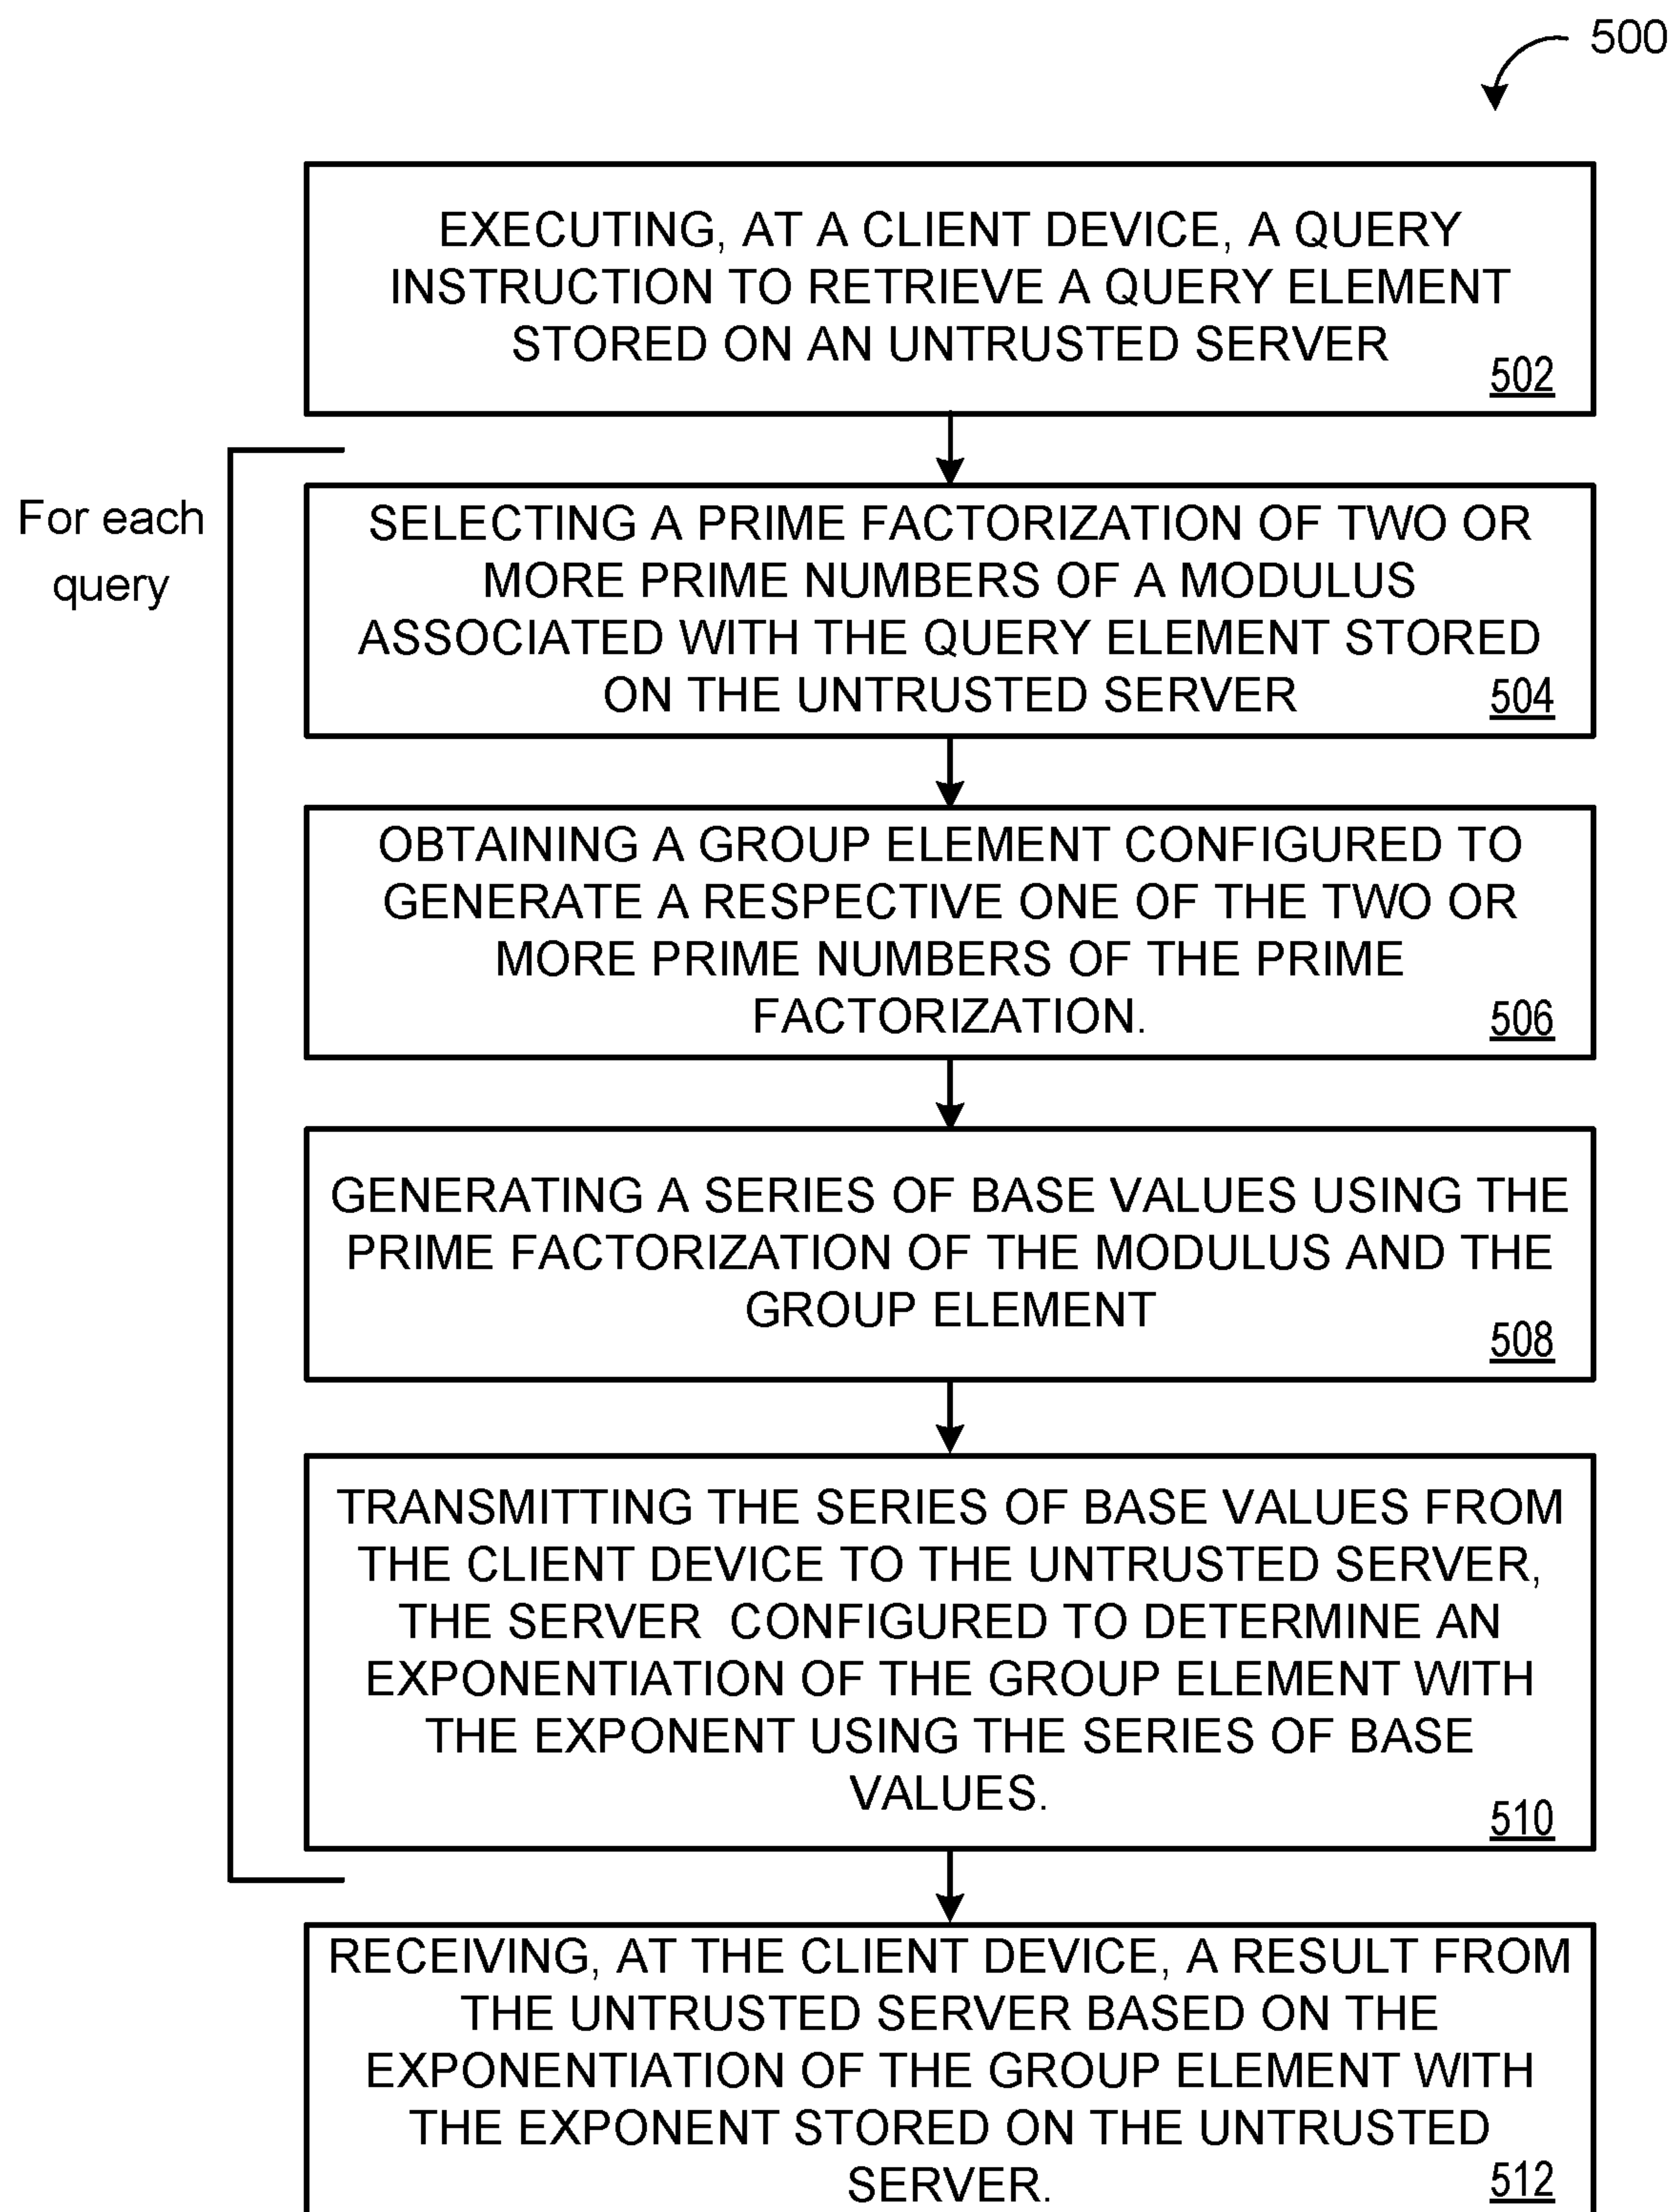 500
EXECUTING, AT A CLIENT DEVICE, A QUERY
INSTRUCTION TO RETRIEVE A QUERY ELEMENT
STORED ON AN UNTRUSTED SERVER
502
For each
query
SELECTING A PRIME FACTORIZATION OF TWO OR
MORE PRIME NUMBERS OF A MODULUS
ASSOCIATED WITH THE QUERY ELEMENT STORED
ON THE UNTRUSTED SERVER
504
OBTAINING A GROUP ELEMENT CONFIGURED TO
GENERATE A RESPECTIVE ONE OF THE TWO OR
MORE PRIME NUMBERS OF THE PRIME
FACTORIZATION.
506
GENERATING A SERIES OF BASE VALUES USING THE
PRIME FACTORIZATION OF THE MODULUS AND THE
GROUP ELEMENT
508
TRANSMITTING THE SERIES OF BASE VALUES FROM
THE CLIENT DEVICE TO THE UNTRUSTED SERVER,
THE SERVER CONFIGURED TO DETERMINE AN
EXPONENTIATION OF THE GROUP ELEMENT WITH
THE EXPONENT USING THE SERIES OF BASE
VALUES.
510
RECEIVING, AT THE CLIENT DEVICE, A RESULT FROM
THE UNTRUSTED SERVER BASED ON THE
EXPONENTIATION OF THE GROUP ELEMENT WITH
THE EXPONENT STORED ON THE UNTRUSTED
SERVER.
512